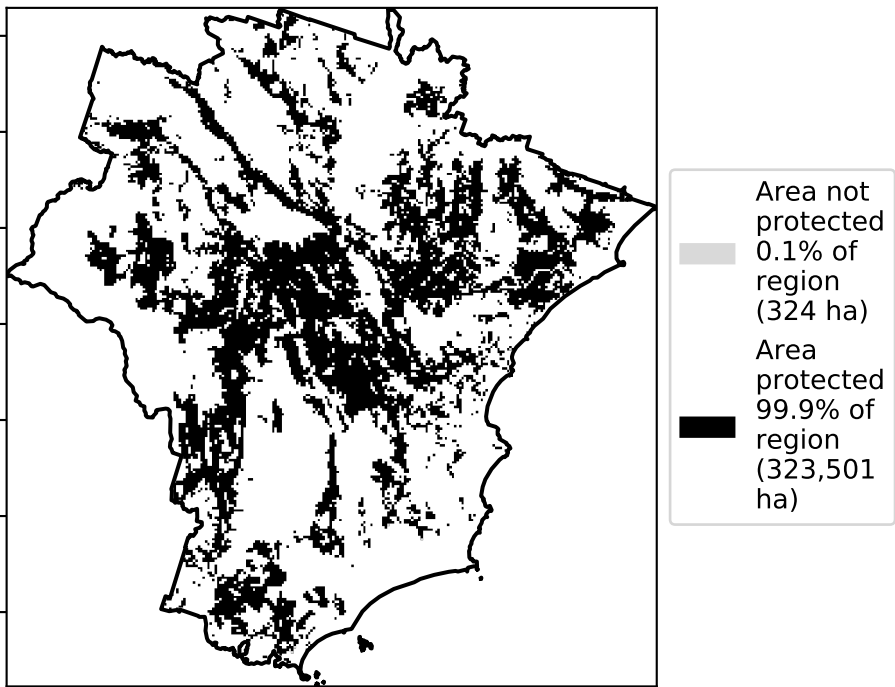 Area not
protected
0.1% of
region
(324 ha)
Area
protected
99.9% of
region
(323,501
ha)